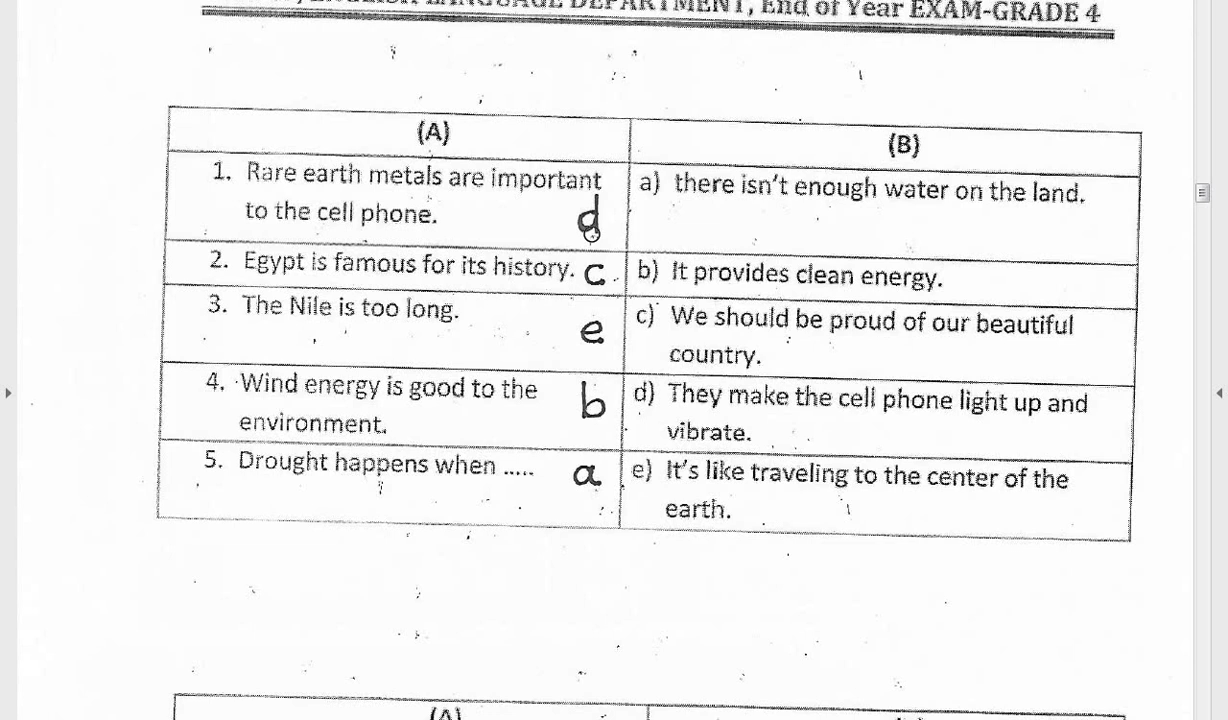 ENGLISH LANGUAGE DEPARTMENT, End of Year EXAM-GRADE 4
(A)
(B)
1. Rare earth metals are important
to the cell phone.
d
a) there isn't enough water on the land.
2. Egypt is famous for its history.
c
b) It provides clean energy.
3. The Nile is too long.
e
c) We should be proud of our beautiful
country.
4. Wind energy is good to the
environment.
b
d) They make the cell phone light up and
vibrate.
5. Drought happens when .....
a
e) It's like traveling to the center of the
earth.
(A)